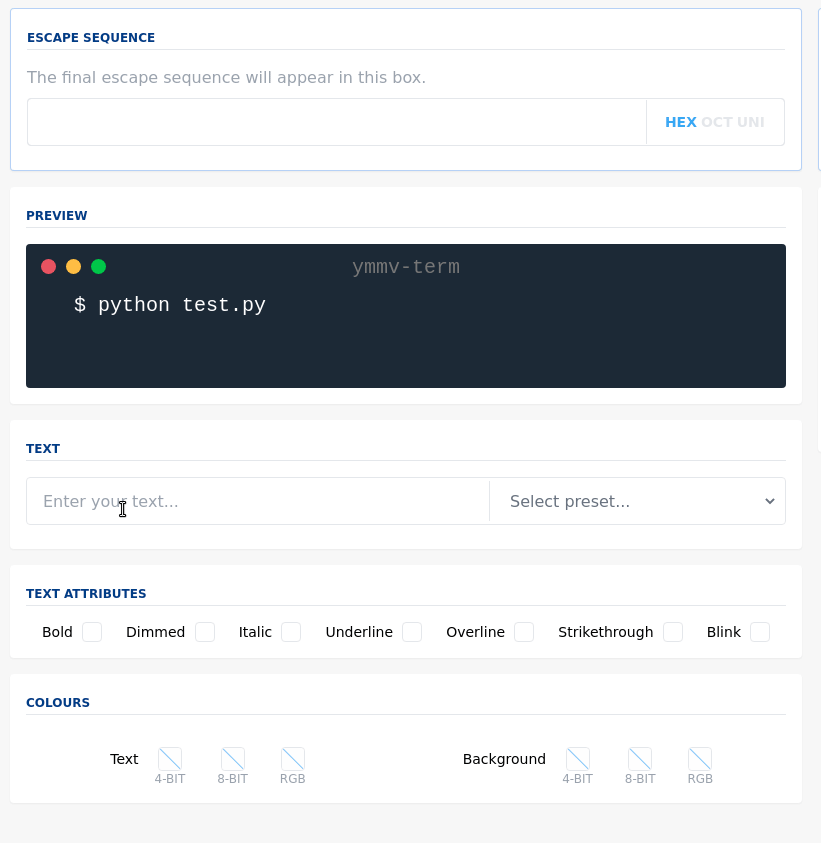 ESCAPE SEQUENCE
The final escape sequence will appear in this box.
HEX OCT UNI
PREVIEW
ymmv-term
$ python test.py
TEXT
Enter your text... Select preset...
TEXT ATTRIBUTES
Bold Dimmed Italic Underline Overline Strikethrough Blink
COLOURS
Text Background
4-BIT 8-BIT RGB 4-BIT 8-BIT RGB